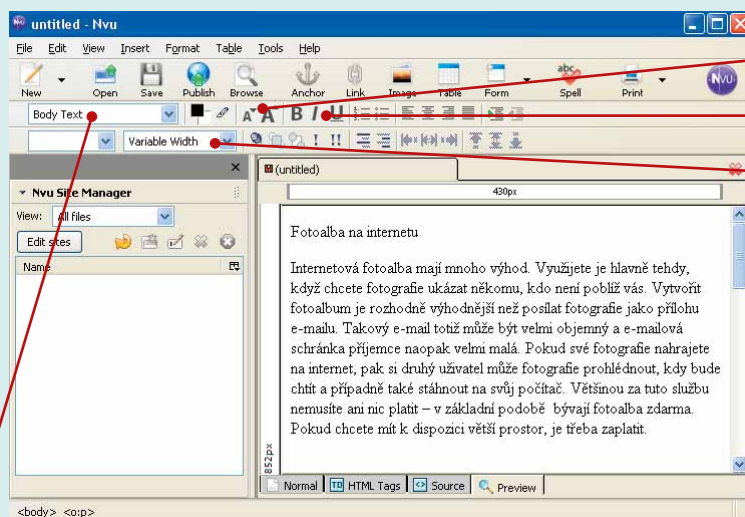 untitled - Nvu
File Edit View Insert Format Table Tools Help
New Open Save Publish Browse Anchor Link Image Table Form Spell Print
Nvu
Body Text
Variable Width
(untitled)
430px
Nvu Site Manager
View: All files
Edit sites
Name
Fotoalba na internetu
Internetová fotoalba mají mnoho výhod. Využijete je hlavně tehdy,
když chcete fotografie ukázat někomu, kdo není poblíž vás. Vytvořit
fotoalbum je rozhodně výhodnější než posílat fotografie jako přílohu
e-mailu. Takový e-mail totiž může být velmi objemný a e-mailová
schránka příjemce naopak velmi malá. Pokud své fotografie nahrajete
na internet, pak si druhý uživatel může fotografie prohlédnout, kdy bude
chtít a případně také stáhnout na svůj počítač. Většinou za tuto službu
nemusíte ani nic platit – v základní podobě bývají fotoalba zdarma.
Pokud chcete mít k dispozici větší prostor, je třeba zaplatit.
852px
Normal HTML Tags Source Preview
<body> <o:p>